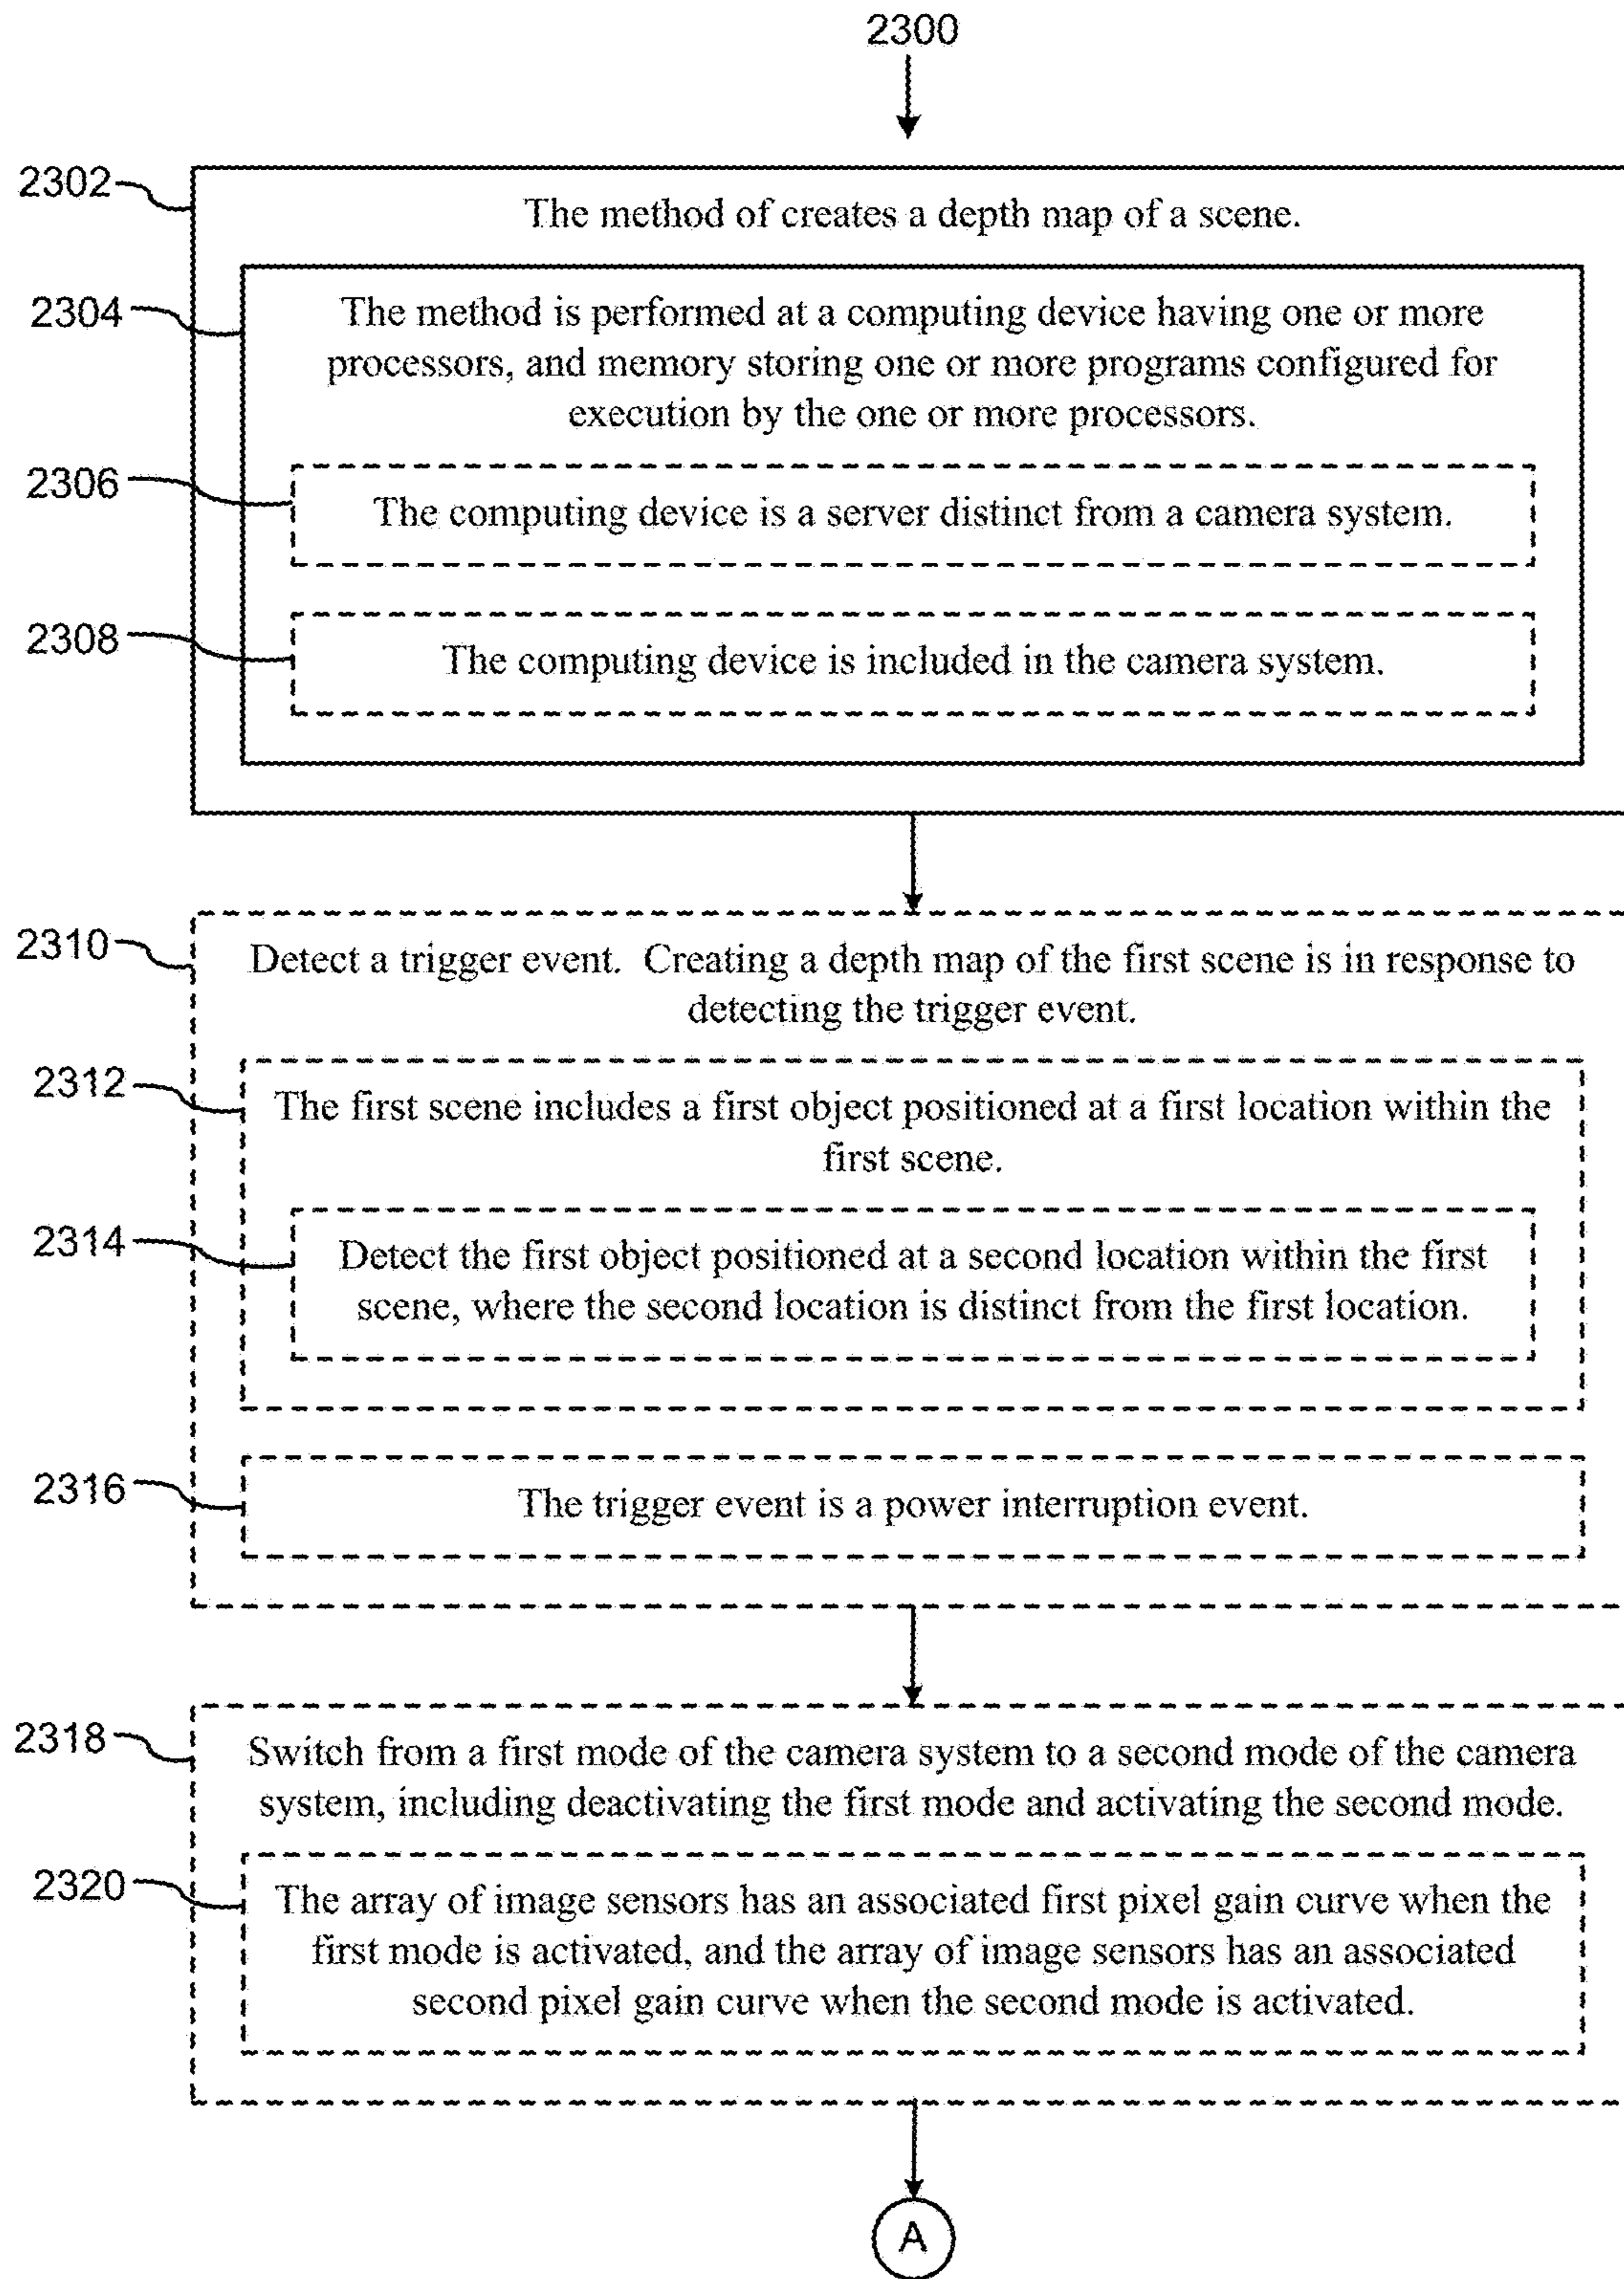 2300
2302
The method of creates a depth map of a scene.
2304
The method is performed at a computing device having one or more
processors, and memory storing one or more programs configured for
execution by the one or more processors.
2306
The computing device is a server distinct from a camera system.
2308
The computing device is included in the camera system.
2310
Detect a trigger event. Creating a depth map of the first scene is in response to
detecting the trigger event.
2312
The first scene includes a first object positioned at a first location within the
first scene.
2314
Detect the first object positioned at a second location within the first
scene, where the second location is distinct from the first location.
2316
The trigger event is a power interruption event.
2318
Switch from a first mode of the camera system to a second mode of the camera
system, including deactivating the first mode and activating the second mode.
2320
The array of image sensors has an associated first pixel gain curve when the
first mode is activated, and the array of image sensors has an associated
second pixel gain curve when the second mode is activated.
A